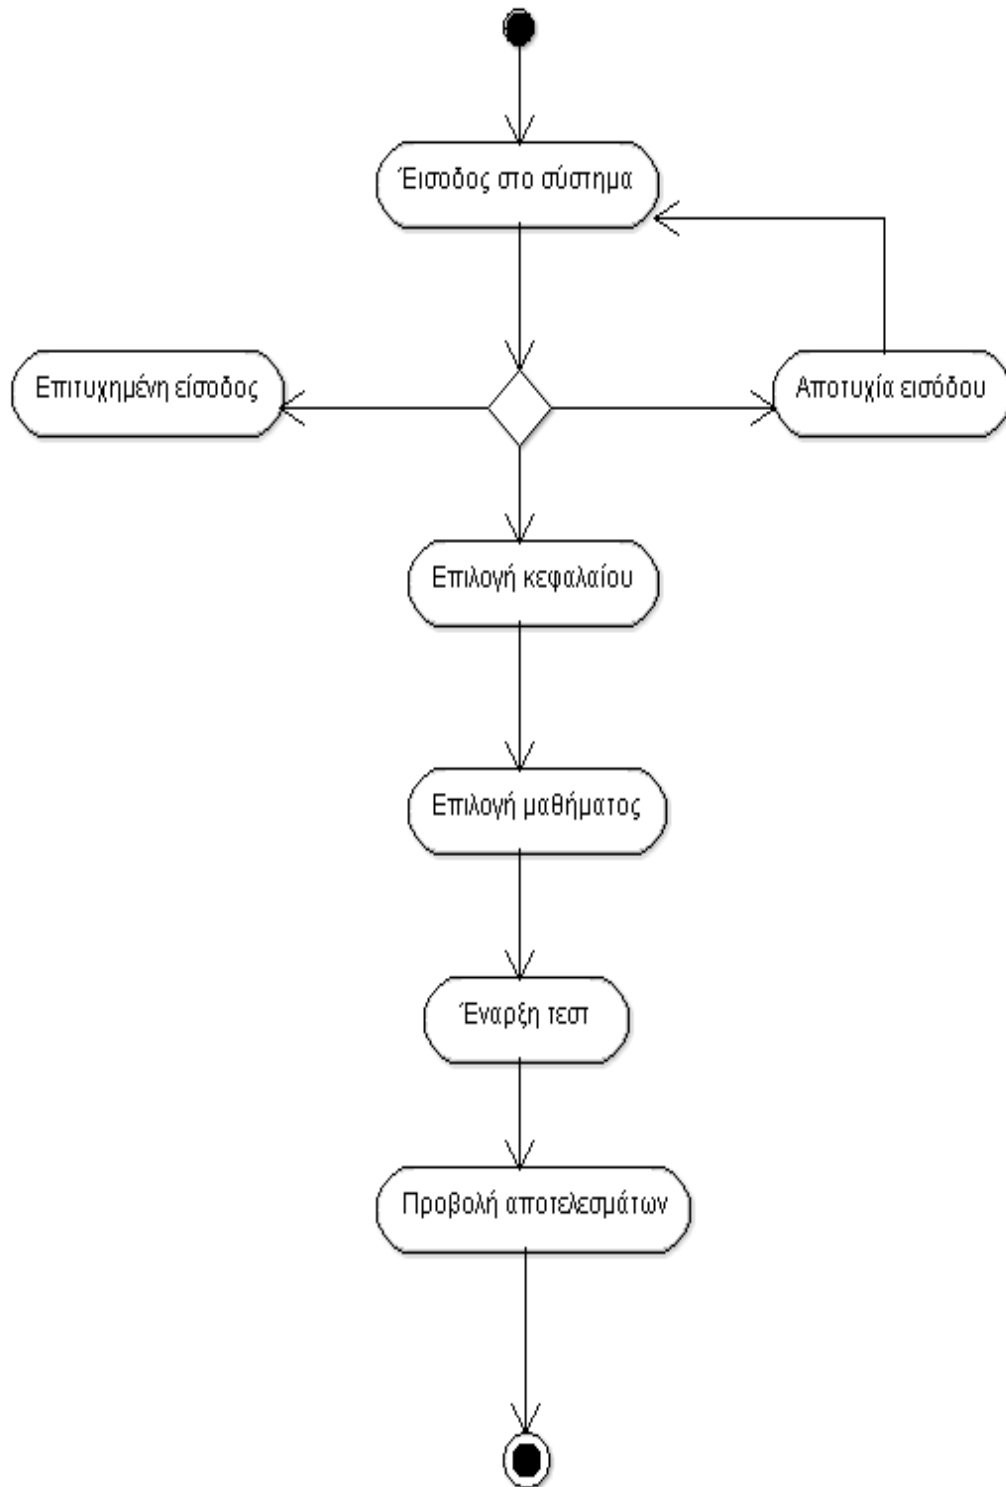 Έισοδος στο σύστημα
Επιτυχημένη είσοδος
Αποτυχία εισόδου
Επιλογή κεφαλαίου
Επιλογή μαθήματος
Έναρξη τεστ
Προβολή αποτελεσμάτων